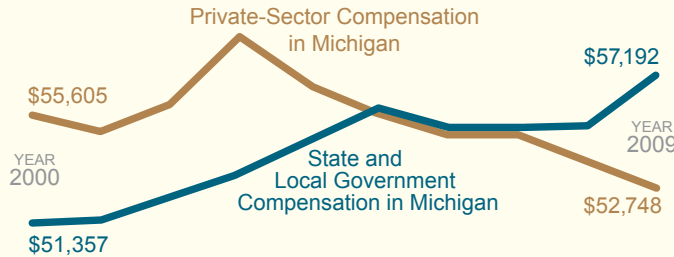 Private-Sector Compensation
in Michigan
$55,605
$57,192
YEAR
2000
YEAR
2009
State and
Local Government
Compensation in Michigan
$51,357
$52,748